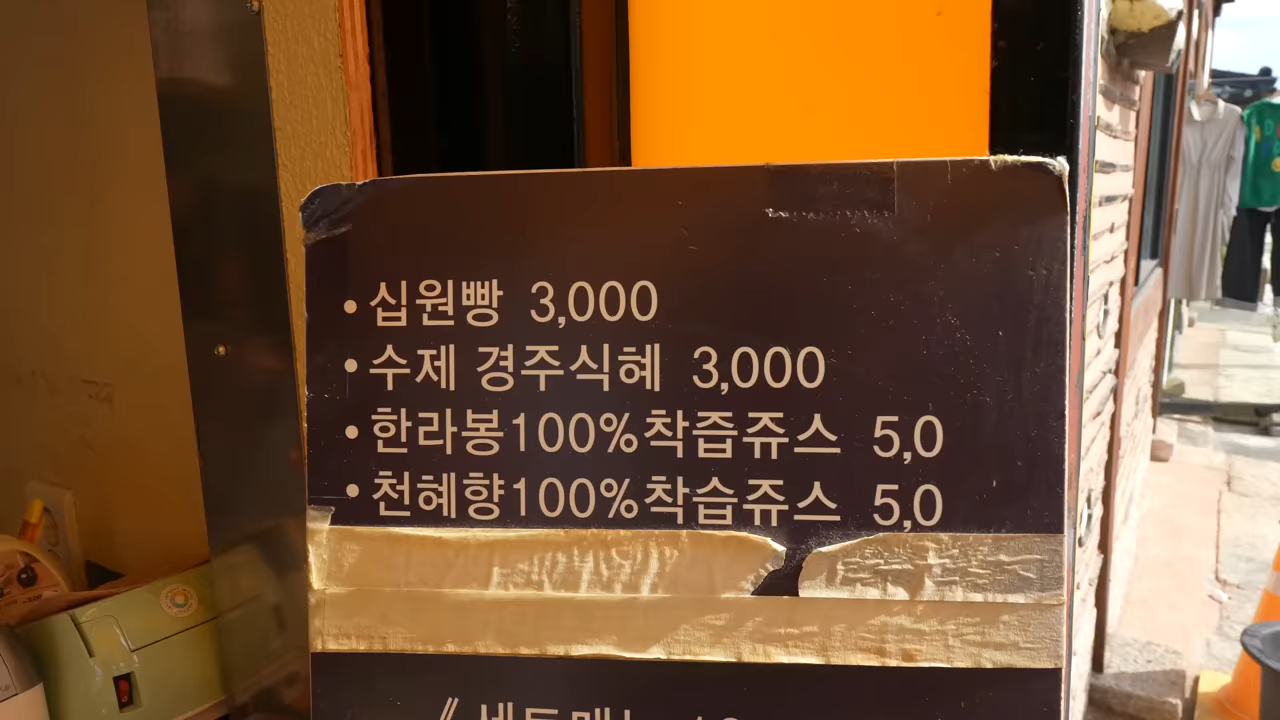 • 십원빵 3,000
• 수제 경주식혜 3,000
• 한라봉100%착즙쥬스 5,0
• 천혜향100%착습쥬스 5,0